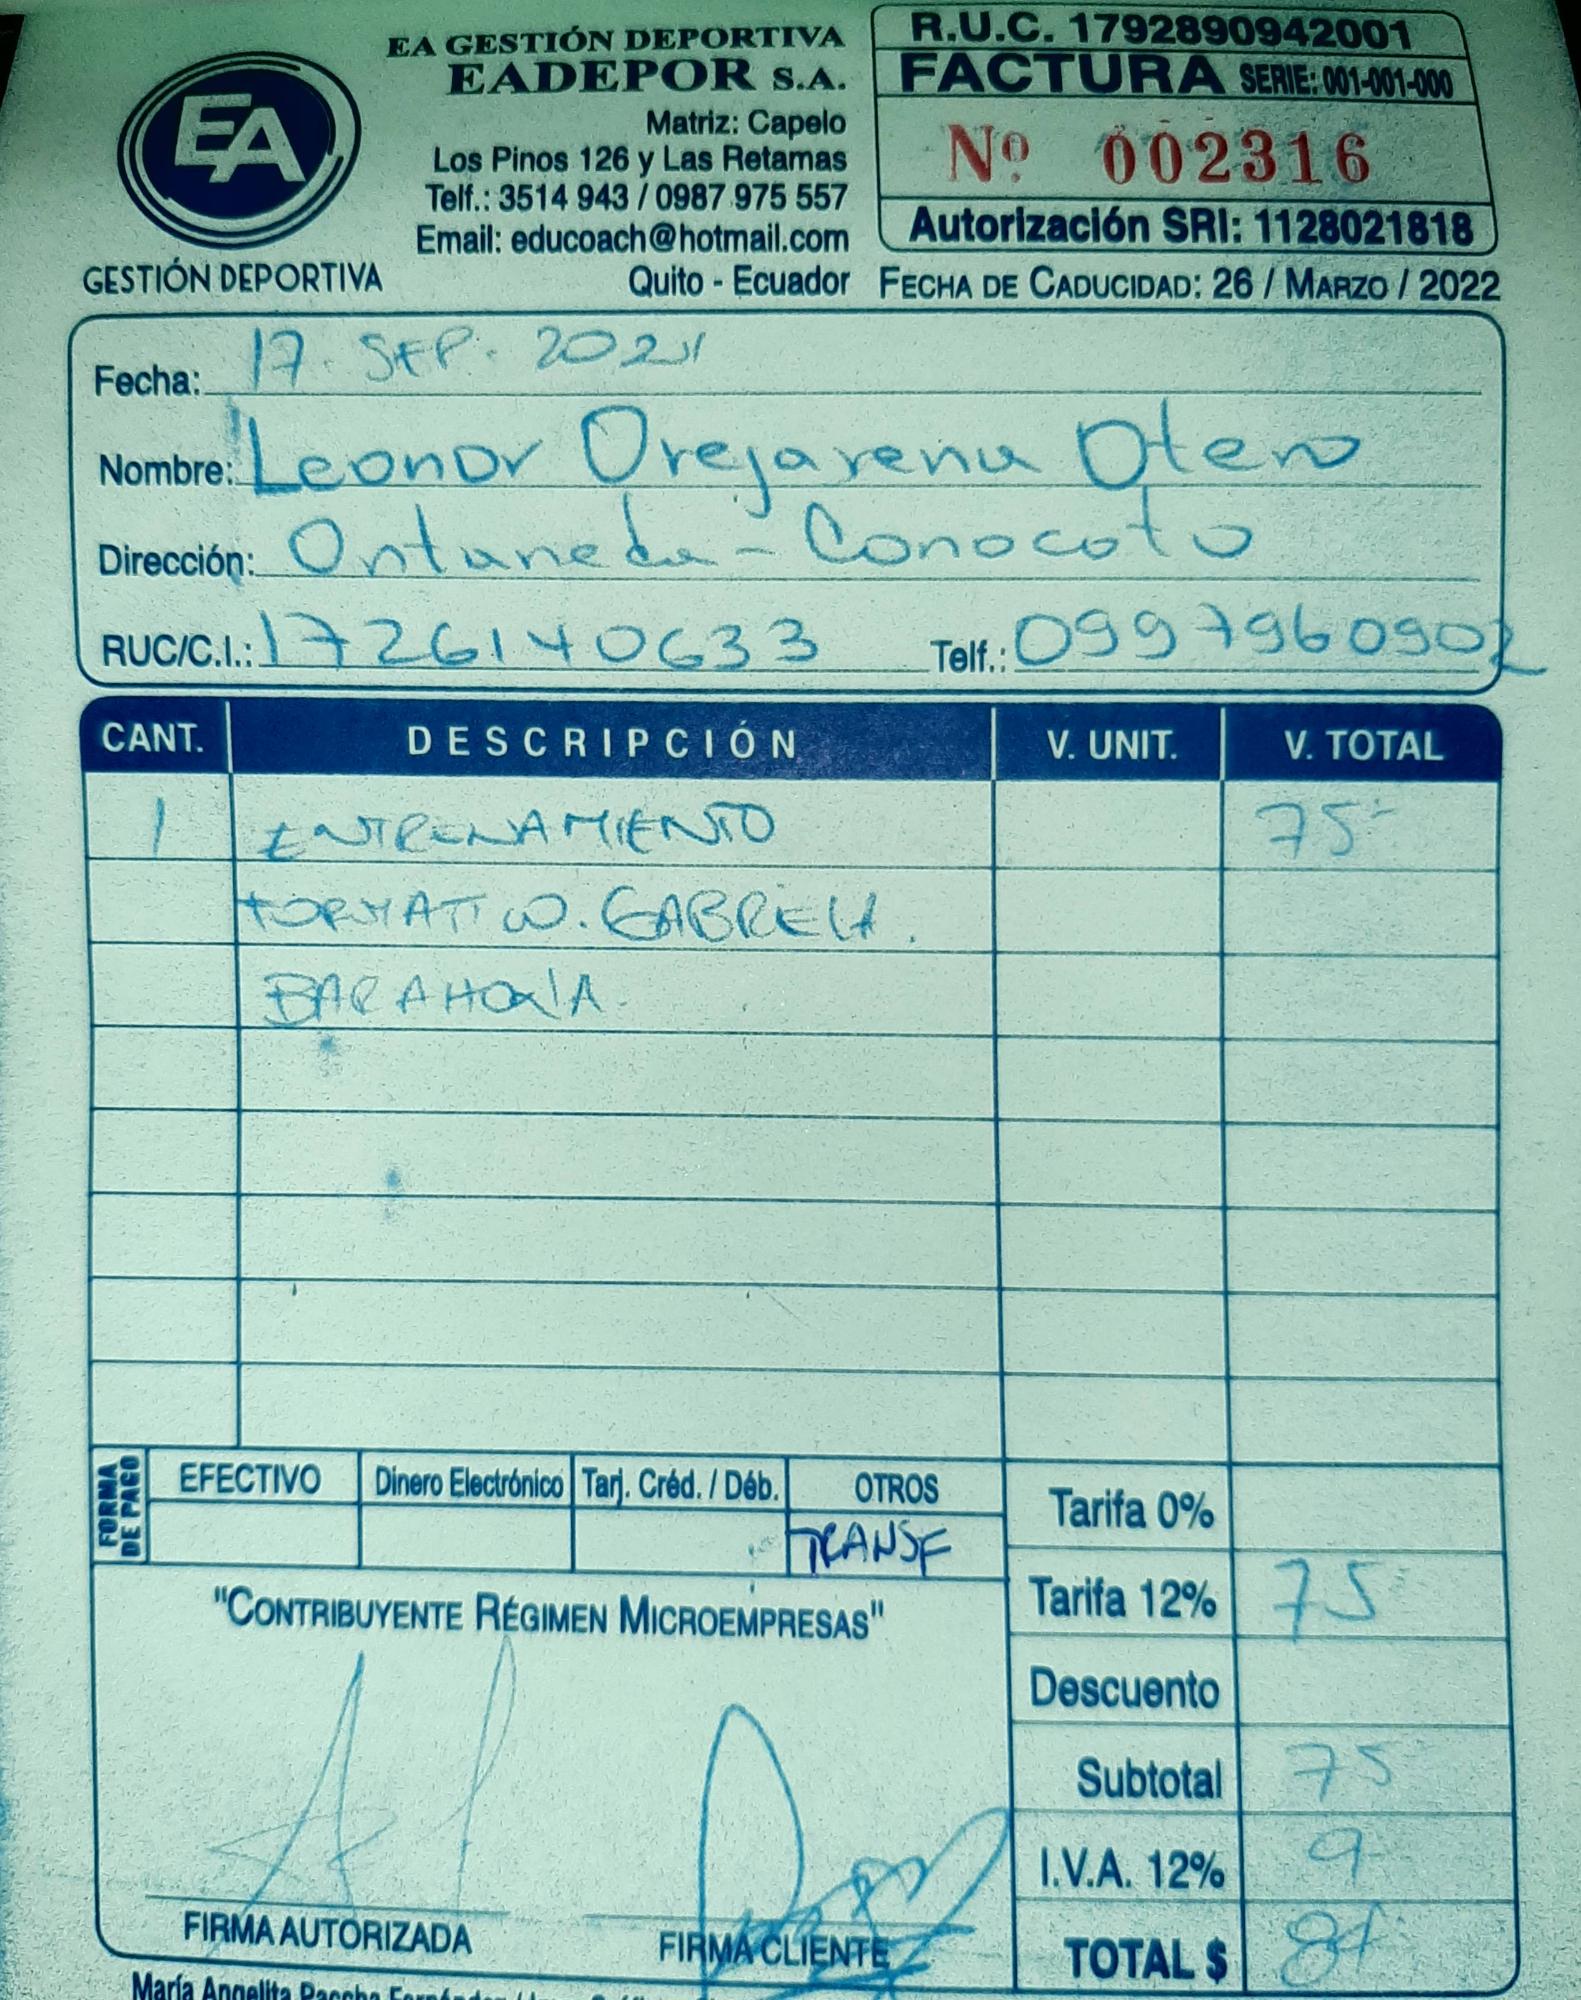 EA
GESTIÓN DEPORTIVA
EA GESTIÓN DEPORTIVA
EADEPOR S.A.
Matriz: Capelo
Los Pinos 126 y Las Retamas
Telf.: 3514 943 / 0987 975 557
Email: educoach@hotmail.com
Quito - Ecuador
R.U.C. 1792890942001
FACTURA SERIE: 001-001-000
Nº 002316
Autorización SRI: 1128021818
FECHA DE CADUCIDAD: 26 / MARZO / 2022
Fecha: 17. SEP. 2021
Nombre: Leonor Orejarena Otero
Dirección: Ontaneda - Conocoto
RUC/C.I.: 1726140633 Telf.: 0997960902
CANT. DESCRIPCIÓN V. UNIT. V. TOTAL
1 ENTRENAMIENTO 75-
FORMATIVO. GABRIELA.
BARAHONA.
FORMA DE PAGO EFECTIVO Dinero Electrónico Tarj. Créd. / Déb. OTROS
TRANSF
Tarifa 0%
Tarifa 12% 75
Descuento
Subtotal 75
I.V.A. 12% 9
TOTAL $ 84
"CONTRIBUYENTE RÉGIMEN MICROEMPRESAS"
FIRMA AUTORIZADA FIRMA CLIENTE
María Angelita Paccha Fernández